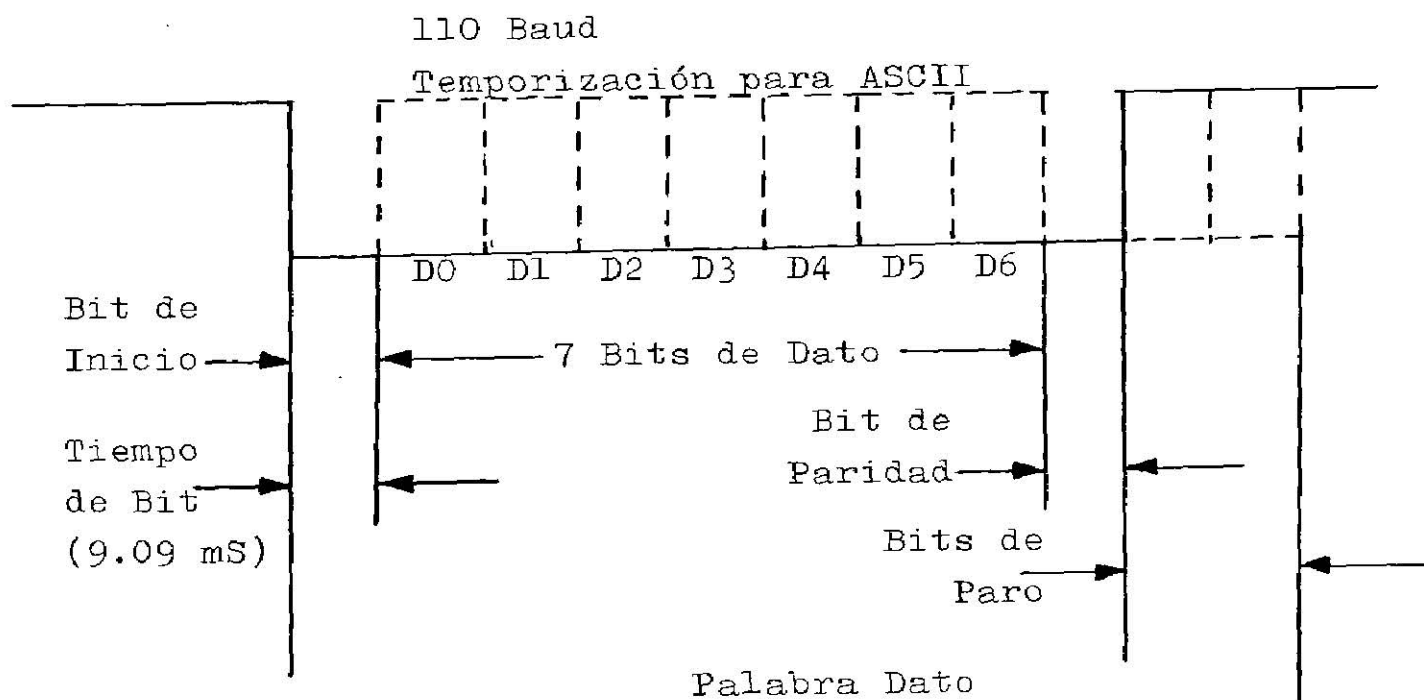 110 Baud
Temporización para ASCII
D0 D1 D2 D3 D4 D5 D6
Bit de
Inicio
7 Bits de Dato
Tiempo
de Bit
(9.09 mS)
Bit de
Paridad
Bits de
Paro
Palabra Dato